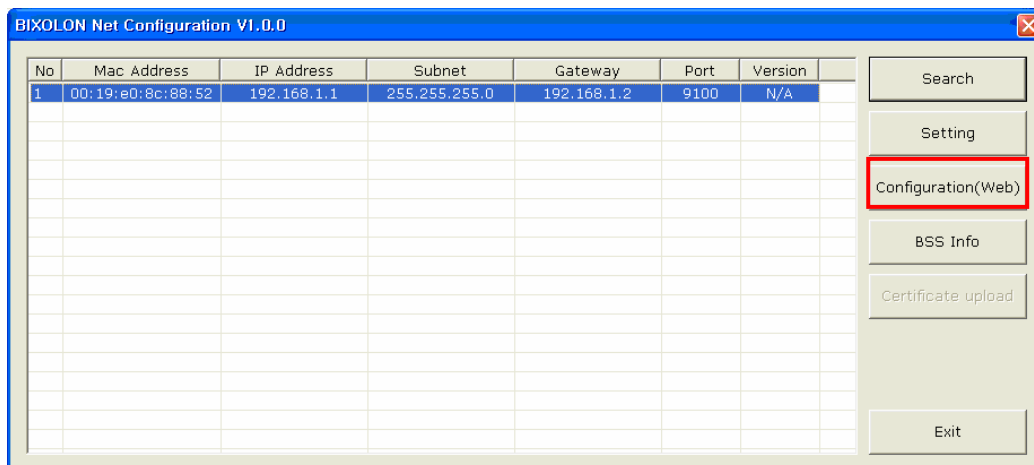 BIXOLON Net Configuration V1.0.0
No Mac Address IP Address Subnet Gateway Port Version
1 00:19:e0:8c:88:52 192.168.1.1 255.255.255.0 192.168.1.2 9100 N/A
Search
Setting
Configuration(Web)
BSS Info
Certificate upload
Exit